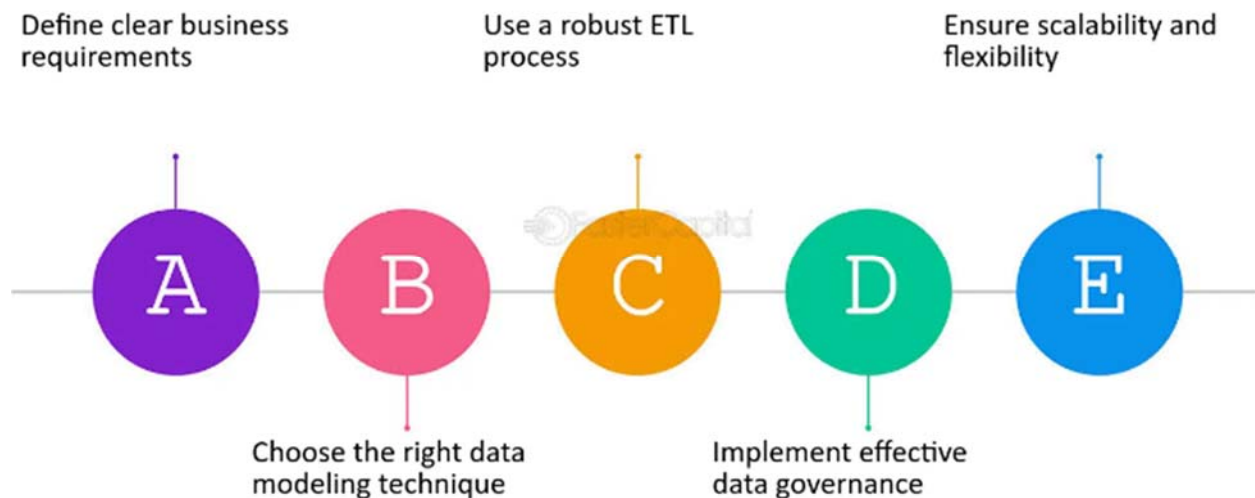 Define clear business
requirements
Use a robust ETL
process
Ensure scalability and
flexibility
FasterCapital
A
B
C
D
E
Choose the right data
modeling technique
Implement effective
data governance